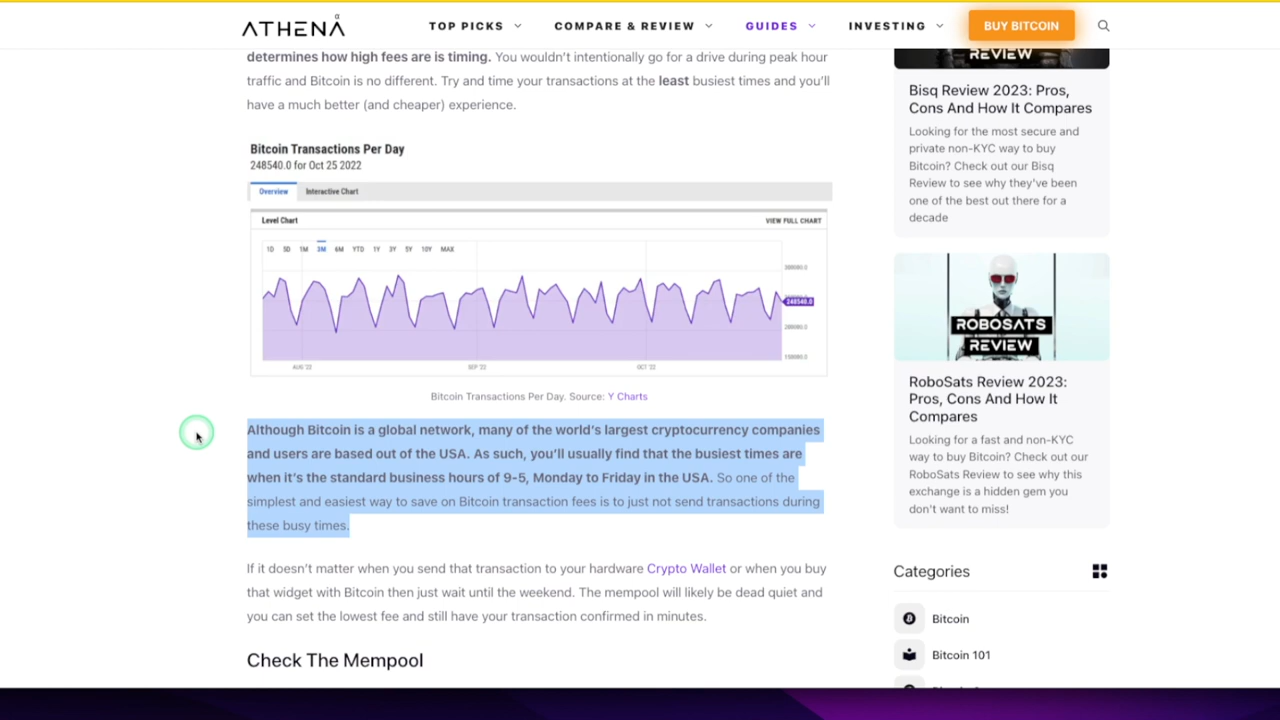 ATHENA α
TOP PICKS
COMPARE & REVIEW
GUIDES
INVESTING
BUY BITCOIN
determines how high fees are is timing. You wouldn't intentionally go for a drive during peak hour
traffic and Bitcoin is no different. Try and time your transactions at the least busiest times and you'll
have a much better (and cheaper) experience.
Bitcoin Transactions Per Day
248540.0 for Oct 25 2022
Overview
Interactive Chart
Level Chart
VIEW FULL CHART
1D 5D 1M 3M 6M YTD 1Y 3Y 5Y 10Y MAX
248540.0
AUG '22
SEP '22
OCT '22
Bitcoin Transactions Per Day. Source: Y Charts
Although Bitcoin is a global network, many of the world's largest cryptocurrency companies
and users are based out of the USA. As such, you'll usually find that the busiest times are
when it's the standard business hours of 9-5, Monday to Friday in the USA. So one of the
simplest and easiest way to save on Bitcoin transaction fees is to just not send transactions during
these busy times.
If it doesn't matter when you send that transaction to your hardware Crypto Wallet or when you buy
that widget with Bitcoin then just wait until the weekend. The mempool will likely be dead quiet and
you can set the lowest fee and still have your transaction confirmed in minutes.
Check The Mempool
REVIEW
Bisq Review 2023: Pros,
Cons And How It Compares
Looking for the most secure and
private non-KYC way to buy
Bitcoin? Check out our Bisq
Review to see why they've been
one of the best out there for a
decade
ROBOSATS
REVIEW
RoboSats Review 2023:
Pros, Cons And How It
Compares
Looking for a fast and non-KYC
way to buy Bitcoin? Check out our
RoboSats Review to see why this
exchange is a hidden gem you
don't want to miss!
Categories
Bitcoin
Bitcoin 101